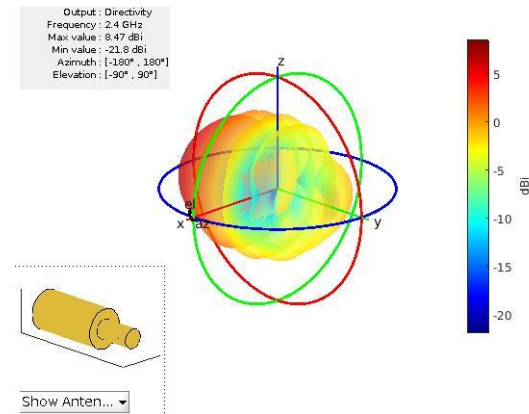 Output : Directivity
Frequency : 2.4 GHz
Max value : 8.47 dBi
Min value : -21.8 dBi
Azimuth : [-180° , 180°]
Elevation : [-90° , 90°]
z
5
0
-5
-10
-15
-20
dBi
el
x
az
y
Show Anten...